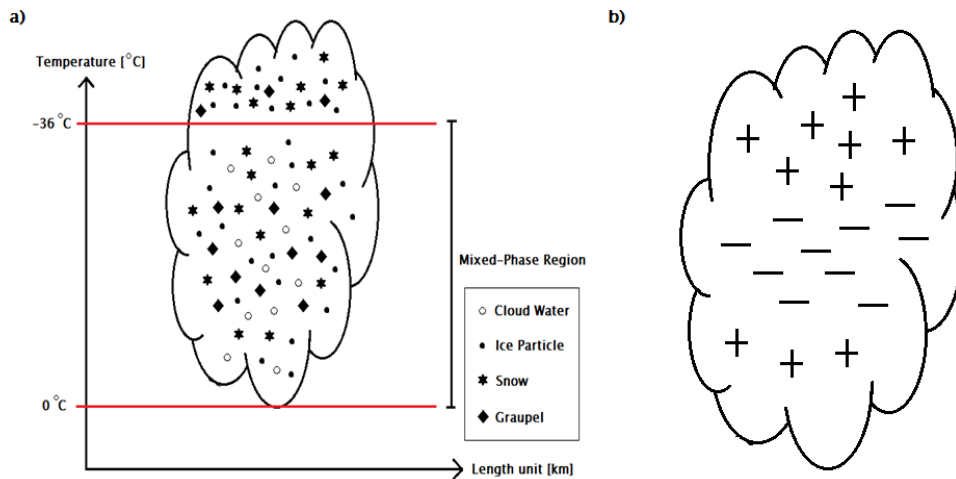 a)
b)
Temperature [°C]
-36 °C
Mixed-Phase Region
Cloud Water
Ice Particle
Snow
Graupel
0 °C
Length unit [km]